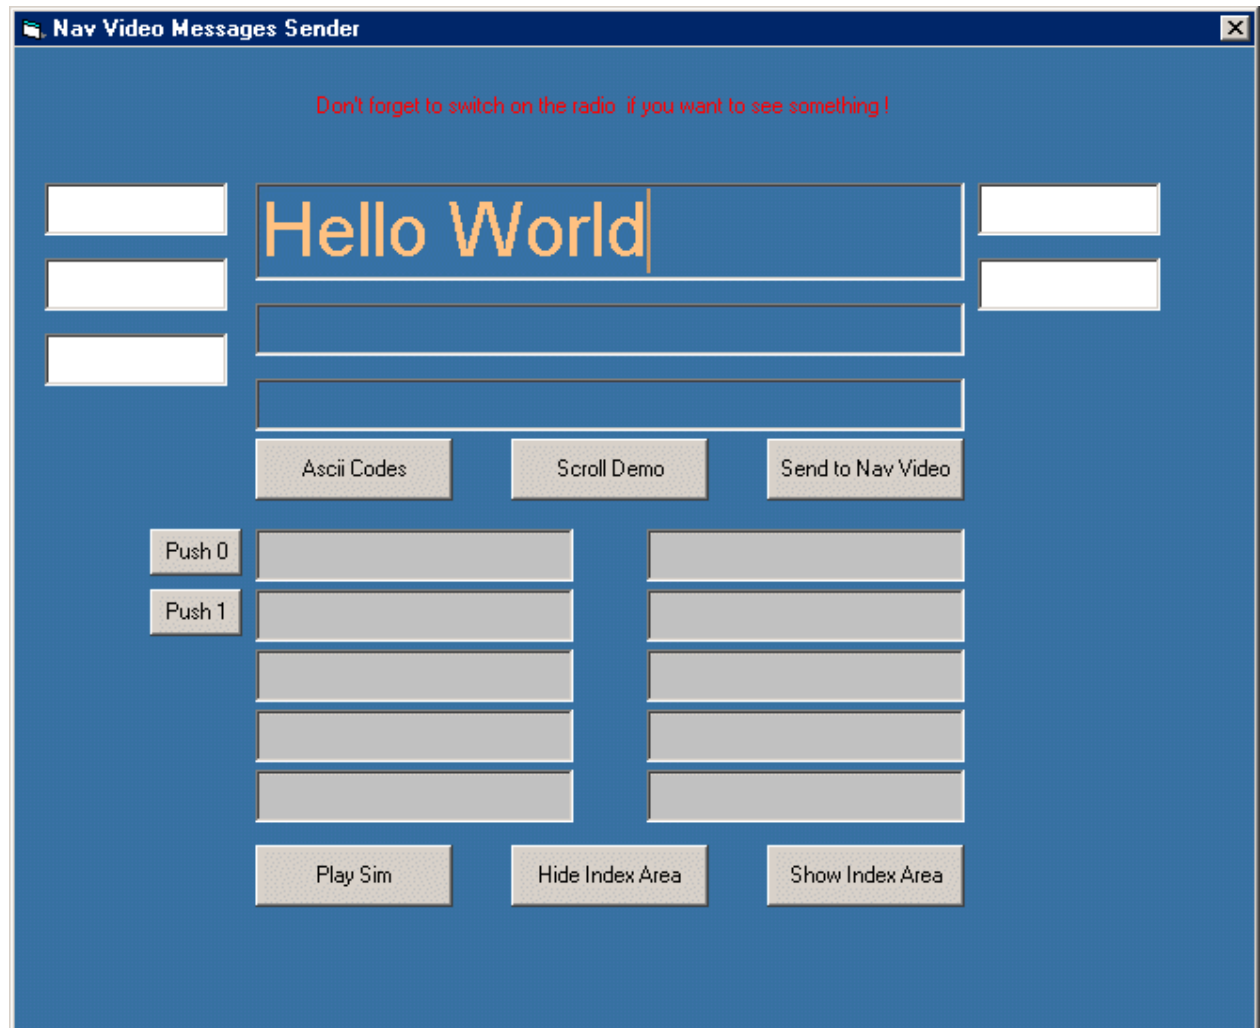 Nav Video Messages Sender
Don't forget to switch on the radio  if you want to see something !
Hello World
Ascii Codes
Scroll Demo
Send to Nav Video
Push 0
Push 1
Play Sim
Hide Index Area
Show Index Area